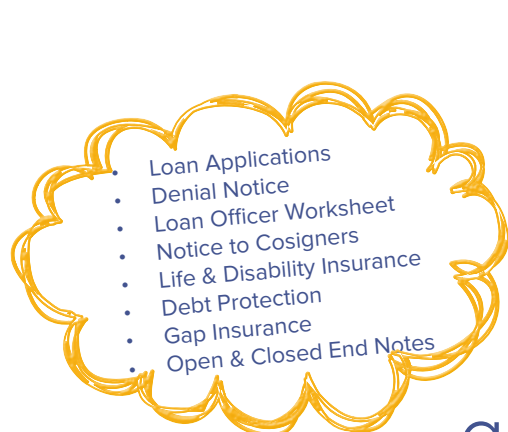 • Loan Applications
• Denial Notice
• Loan Officer Worksheet
• Notice to Cosigners
• Life & Disability Insurance
• Debt Protection
• Gap Insurance
• Open & Closed End Notes